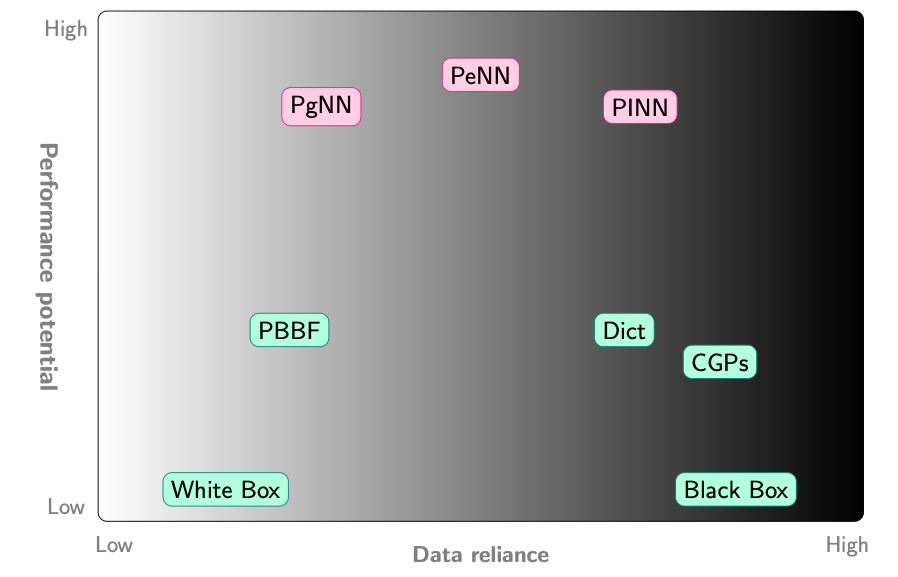 High
PeNN
PgNN
PINN
Performance potential
PBBF
Dict
CGPs
White Box
Black Box
Low
Low
High
Data reliance